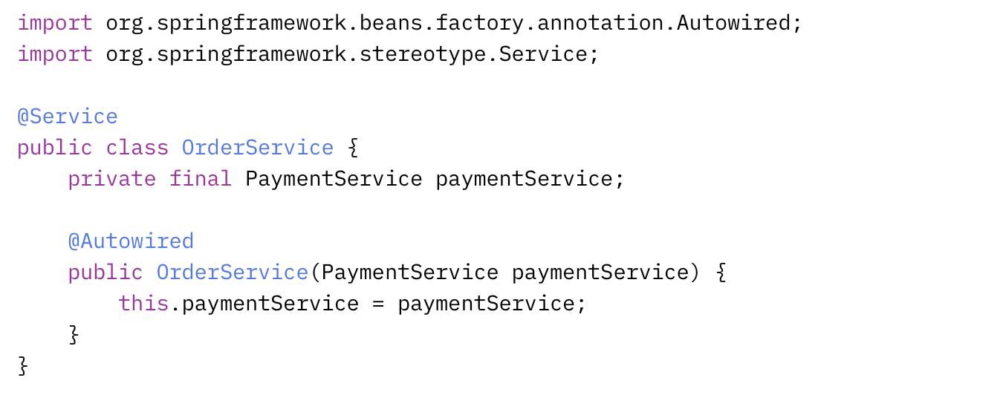 import org.springframework.beans.factory.annotation.Autowired;
import org.springframework.stereotype.Service;

@Service
public class OrderService {
    private final PaymentService paymentService;

    @Autowired
    public OrderService(PaymentService paymentService) {
        this.paymentService = paymentService;
    }
}